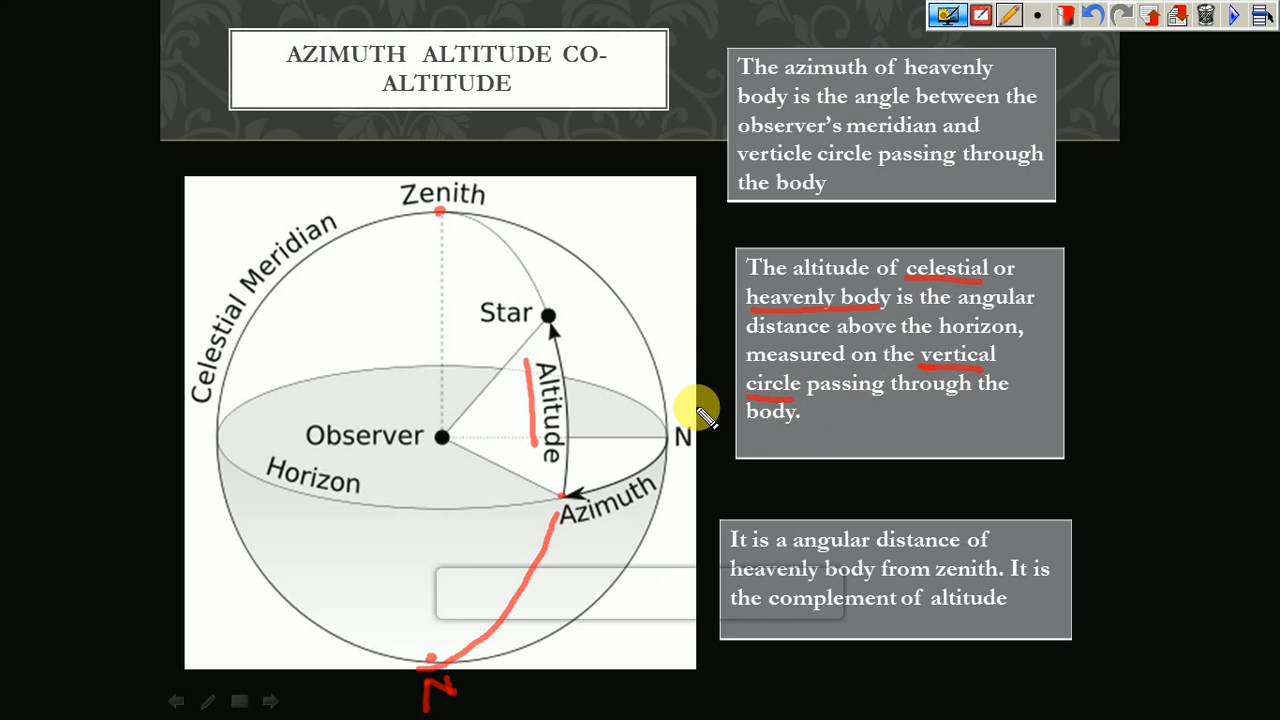 AZIMUTH ALTITUDE CO-
ALTITUDE
The azimuth of heavenly
body is the angle between the
observer's meridian and
verticle circle passing through
the body
Zenith
Celestial Meridian
Star
Altitude
Observer
N
Horizon
Azimuth
The altitude of celestial or
heavenly body is the angular
distance above the horizon,
measured on the vertical
circle passing through the
body.
It is a angular distance of
heavenly body from zenith. It is
the complement of altitude